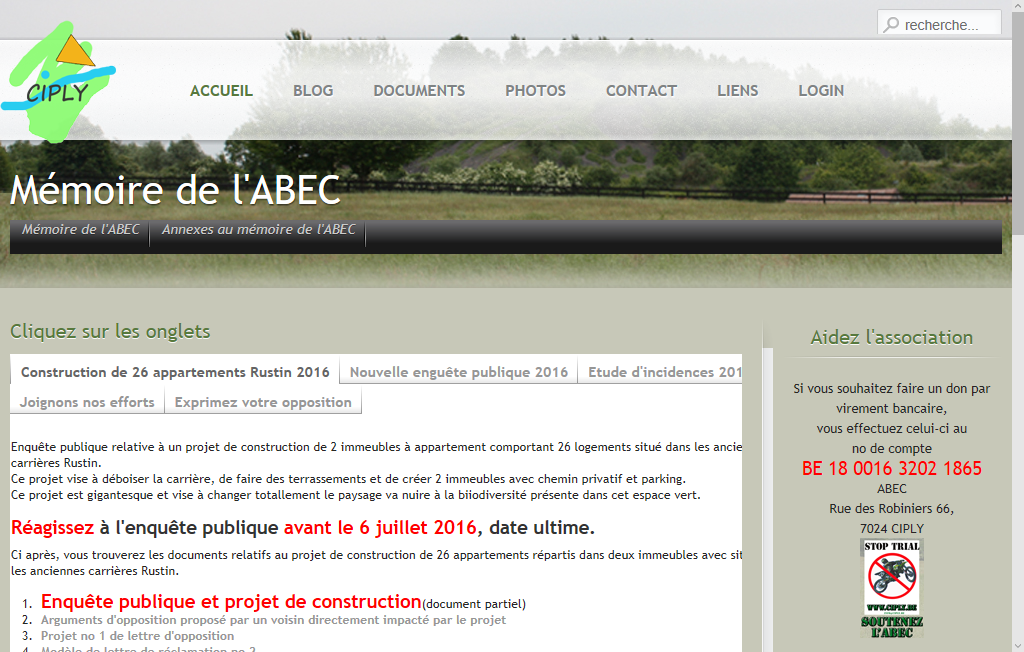 recherche...
CIPLY
ACCUEIL BLOG DOCUMENTS PHOTOS CONTACT LIENS LOGIN
Mémoire de l'ABEC
Mémoire de l'ABEC Annexes au mémoire de l'ABEC
Cliquez sur les onglets
Construction de 26 appartements Rustin 2016 Nouvelle enguête publique 2016 Etude d'incidences 201
Joignons nos efforts Exprimez votre opposition
Enquête publique relative à un projet de construction de 2 immeubles à appartement comportant 26 logements situé dans les ancie
carrières Rustin.
Ce projet vise à déboiser la carrière, de faire des terrassements et de créer 2 immeubles avec chemin privatif et parking.
Ce projet est gigantesque et vise à changer totallement le paysage va nuire à la biodiversité présente dans cet espace vert.
Réagissez à l'enquête publique avant le 6 juillet 2016, date ultime.
Ci après, vous trouverez les documents relatifs au projet de construction de 26 appartements répartis dans deux immeubles avec sit
les anciennes carrières Rustin.
1. Enquête publique et projet de construction(document partiel)
2. Arguments d'opposition proposé par un voisin directement impacté par le projet
3. Projet no 1 de lettre d'opposition
4. Modèle de lettre de réclamation no 2
Aidez l'association
Si vous souhaitez faire un don par
virement bancaire,
vous effectuez celui-ci au
no de compte
BE 18 0016 3202 1865
ABEC
Rue des Robiniers 66,
7024 CIPLY
STOP TRIAL
WWW.CIPLY.BE
SOUTENEZ
L'ABEC